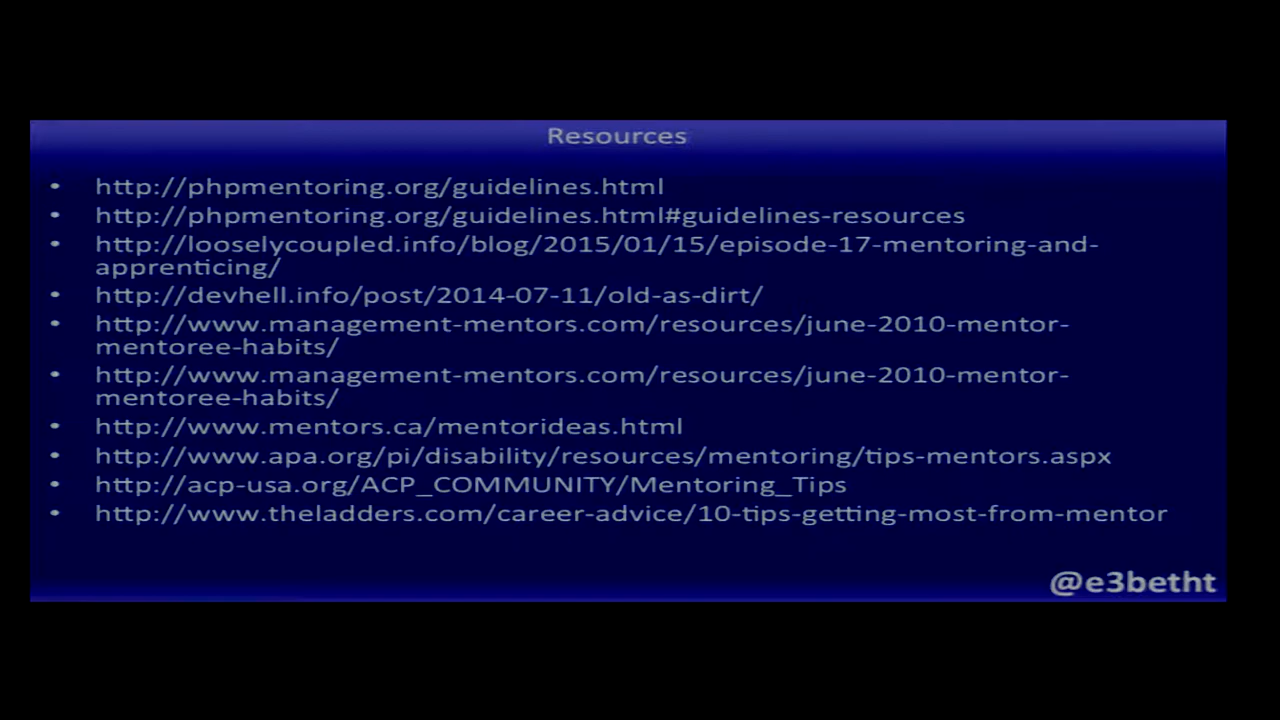 Resources
• http://phpmentoring.org/guidelines.html
• http://phpmentoring.org/guidelines.html#guidelines-resources
• http://looselycoupled.info/blog/2015/01/15/episode-17-mentoring-and-
apprenticing/
• http://devhell.info/post/2014-07-11/old-as-dirt/
• http://www.management-mentors.com/resources/june-2010-mentor-
mentoree-habits/
• http://www.management-mentors.com/resources/june-2010-mentor-
mentoree-habits/
• http://www.mentors.ca/mentorideas.html
• http://www.apa.org/pi/disability/resources/mentoring/tips-mentors.aspx
• http://acp-usa.org/ACP_COMMUNITY/Mentoring_Tips
• http://www.theladders.com/career-advice/10-tips-getting-most-from-mentor
@e3betht